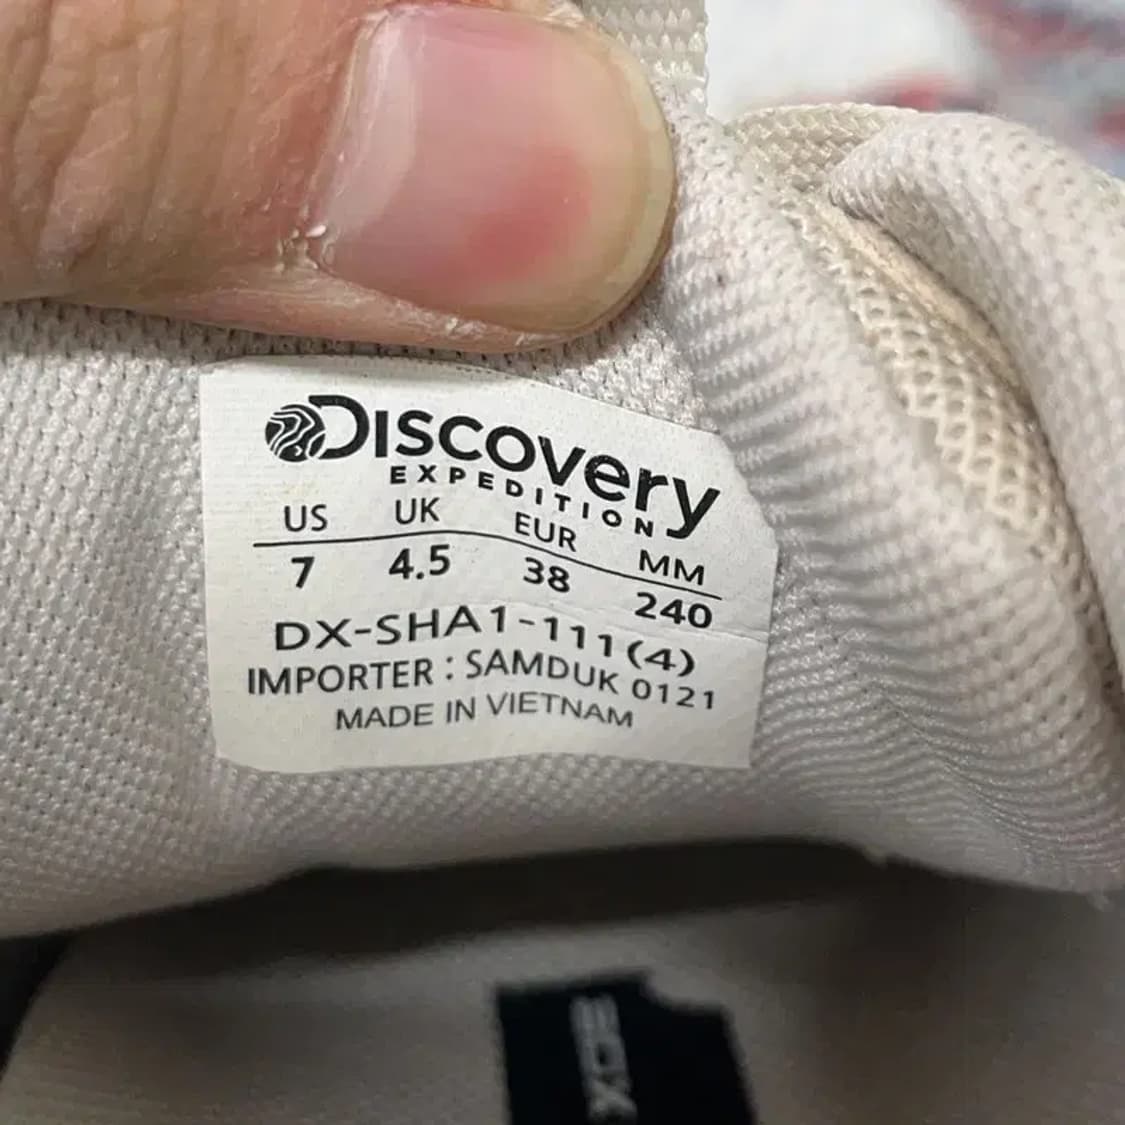 DISCOVERY
EXPEDITION
US UK EUR MM
7 4.5 38 240
DX-SHA1-111(4)
IMPORTER : SAMDUK 0121
MADE IN VIETNAM